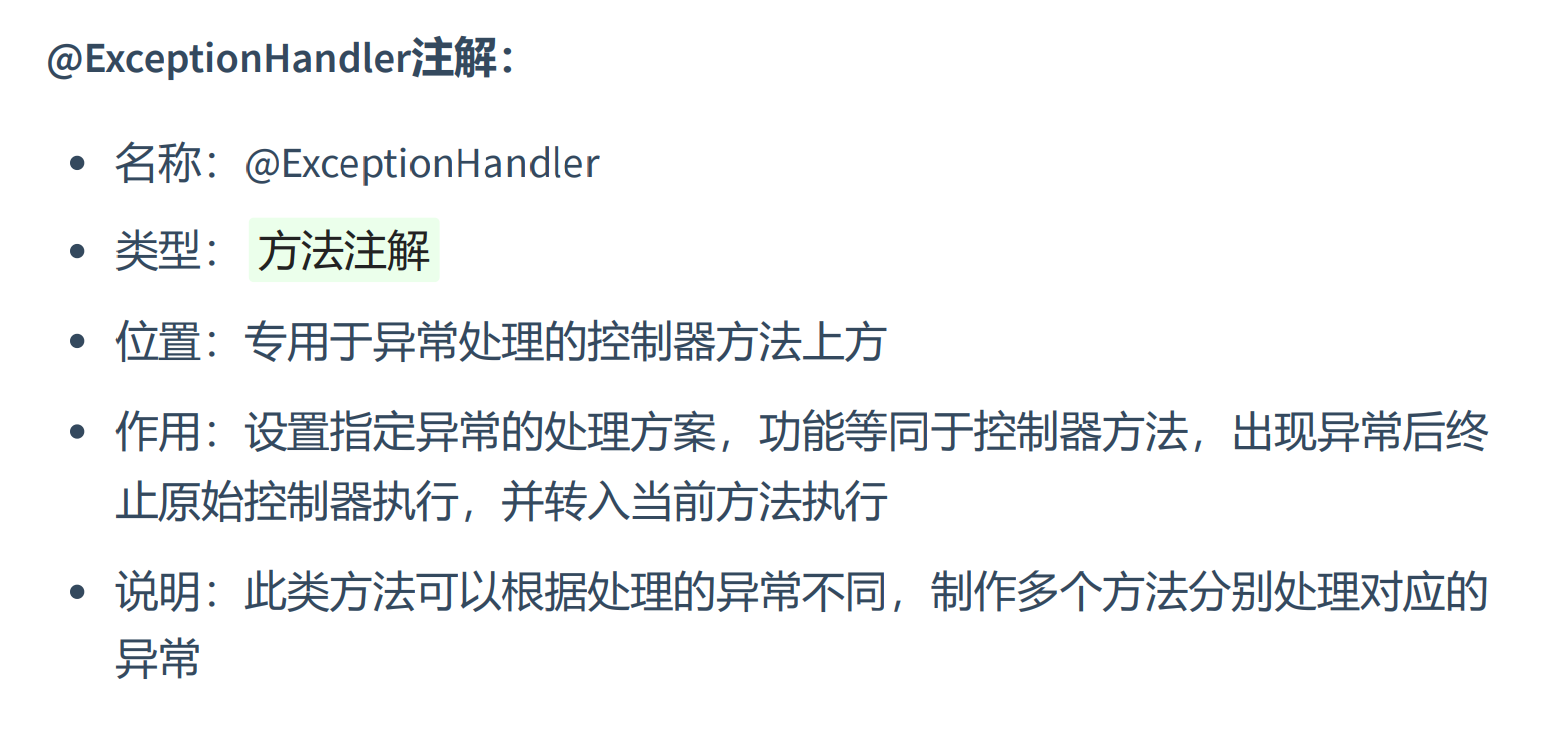 @ExceptionHandler注解：
名称：@ExceptionHandler
类型：方法注解
位置：专用于异常处理的控制器方法上方
作用：设置指定异常的处理方案，功能等同于控制器方法，出现异常后终
止原始控制器执行，并转入当前方法执行
说明：此类方法可以根据处理的异常不同，制作多个方法分别处理对应的
异常